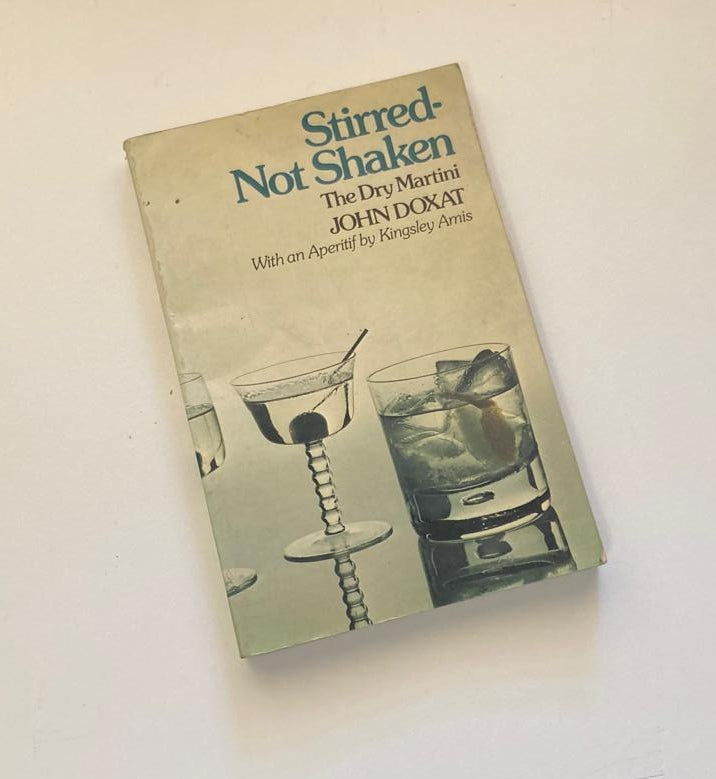 Stirred-
Not Shaken
The Dry Martini
JOHN DOXAT
With an Aperitif by Kingsley Amis